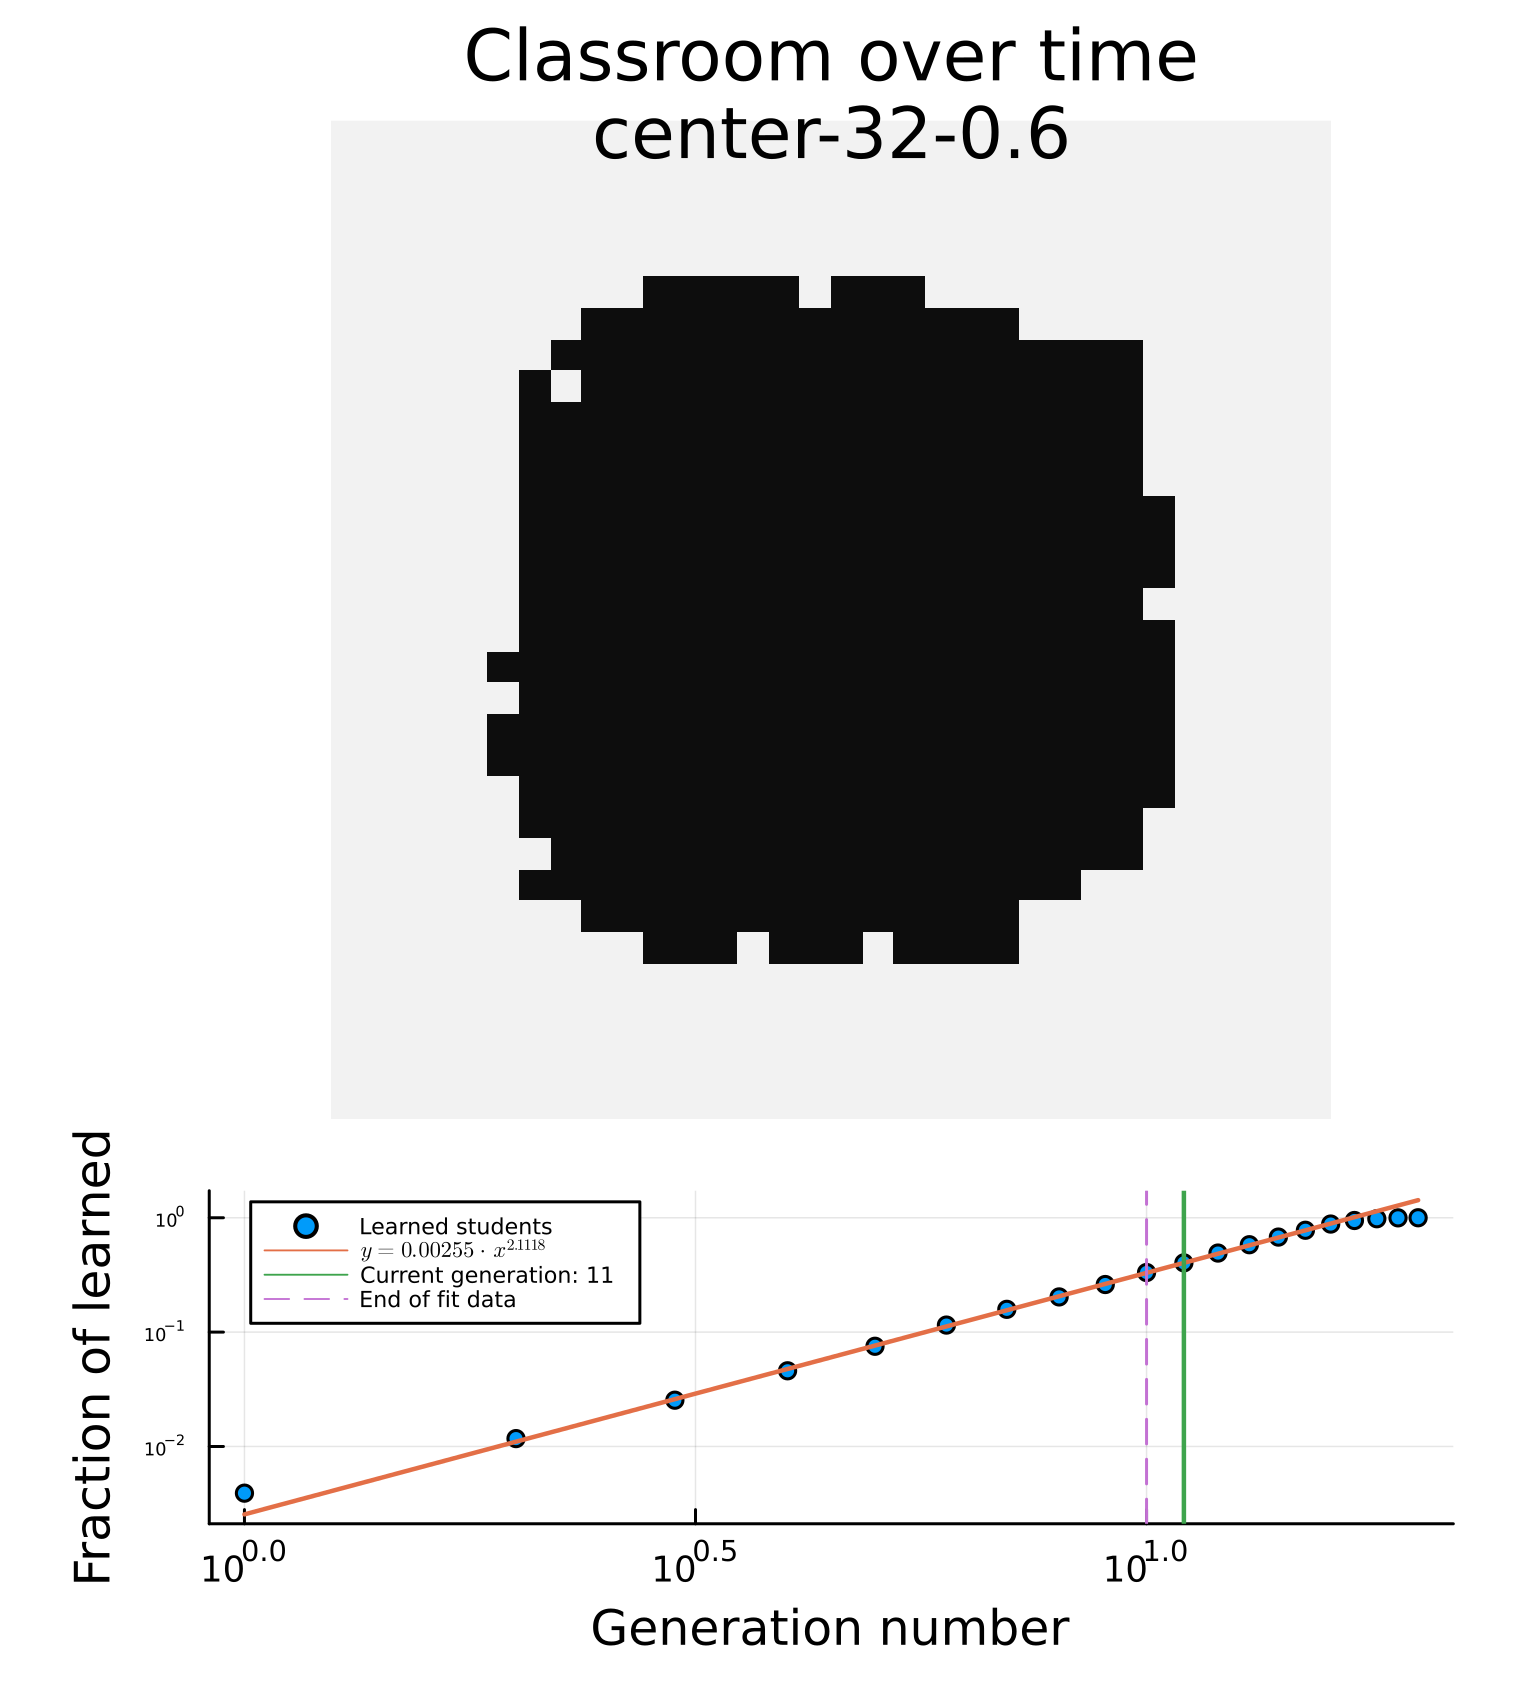 Classroom over time
center-32-0.6
Fraction of learned
10⁰
10⁻¹
10⁻²
Learned students
y = 0.00255 · x^2.1118
Current generation: 11
End of fit data
10^0.0
10^0.5
10^1.0
Generation number